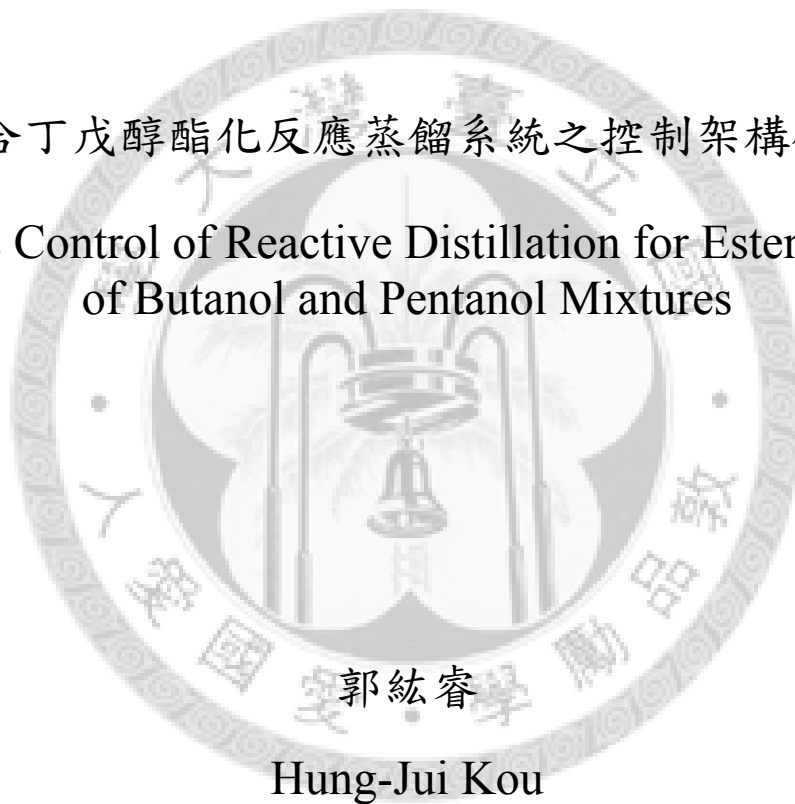 合丁戊醇酯化反應蒸餾系統之控制架構
Control of Reactive Distillation for Ester
of Butanol and Pentanol Mixtures
郭紘睿
Hung-Jui Kou